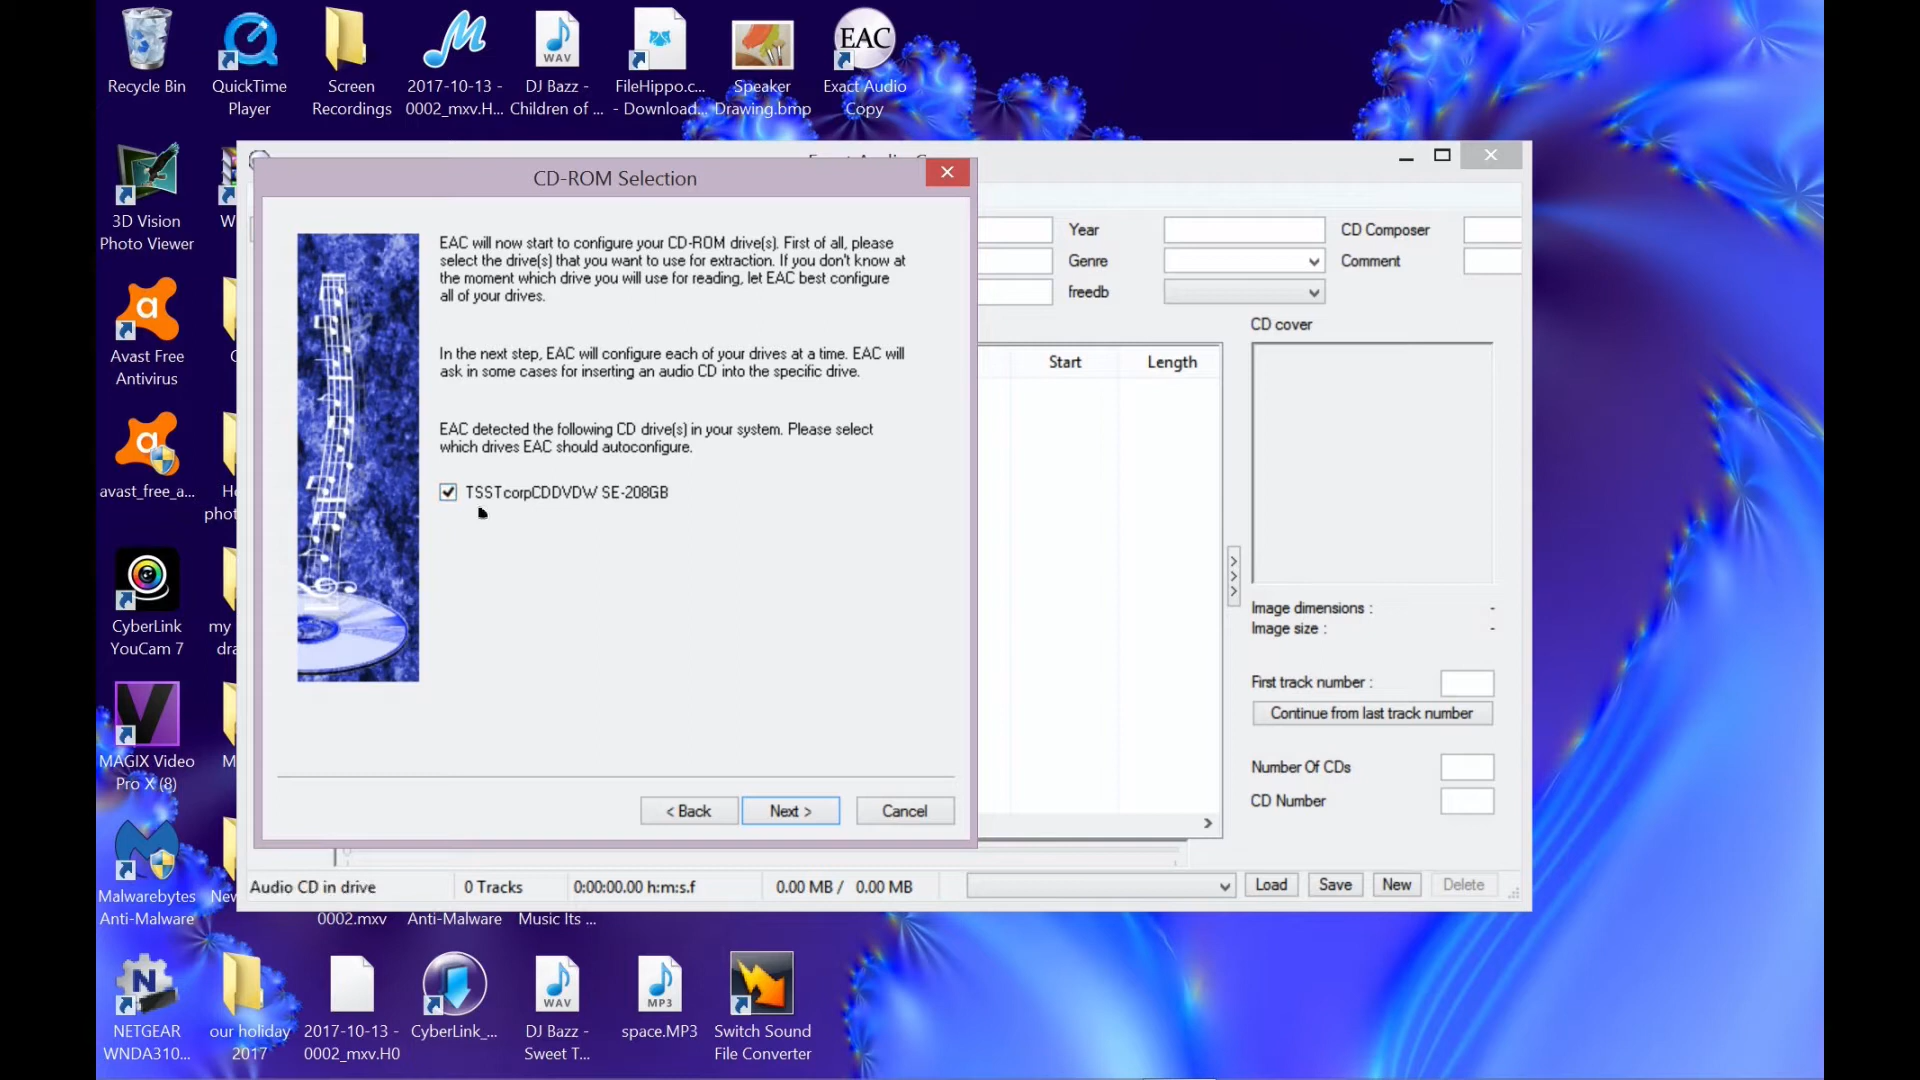 Recycle Bin
QuickTime
Player
Screen
Recordings
2017-10-13 -
0002_mxv.H...
WAV
DJ Bazz -
Children of ...
FileHippo.c...
- Download...
Speaker
Drawing.bmp
EAC
Exact Audio
Copy
3D Vision
Photo Viewer
W
Avast Free
Antivirus
avast_free_a...
CyberLink
YouCam 7
my
MAGIX Video
Pro X (8)
M
Malwarebytes
Anti-Malware
CD-ROM Selection
EAC will now start to configure your CD-ROM drive(s). First of all, please
select the drive(s) that you want to use for extraction. If you don't know at
the moment which drive you will use for reading, let EAC best configure
all of your drives.
In the next step, EAC will configure each of your drives at a time. EAC will
ask in some cases for inserting an audio CD into the specific drive.
EAC detected the following CD drive(s) in your system. Please select
which drives EAC should autoconfigure.
TSSTcorpCDDVDW SE-208GB
< Back
Next >
Cancel
Year
CD Composer
Genre
Comment
freedb
CD cover
Start
Length
Image dimensions :
-
Image size :
-
First track number :
Continue from last track number
Number Of CDs
CD Number
Audio CD in drive
0 Tracks
0:00:00.00 h:m:s.f
0.00 MB / 0.00 MB
Load
Save
New
Delete
0002.mxv
Anti-Malware
Music Its ...
NETGEAR
WNDA310...
our holiday
2017
2017-10-13 -
0002_mxv.H0
CyberLink_...
WAV
DJ Bazz -
Sweet T...
MP3
space.MP3
Switch Sound
File Converter